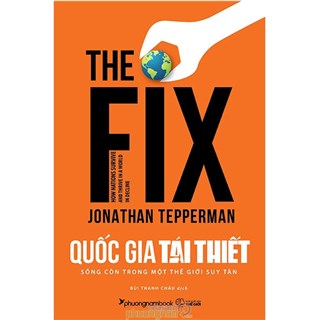 THE
FIX
HOW NATIONS SURVIVE
AND THRIVE IN A WORLD
IN DECLINE
JONATHAN TEPPERMAN
QUỐC GIA TÁI THIẾT
SỐNG CÒN TRONG MỘT THẾ GIỚI SUY TÀN
BÙI THANH CHÂU dịch
phuongnambook